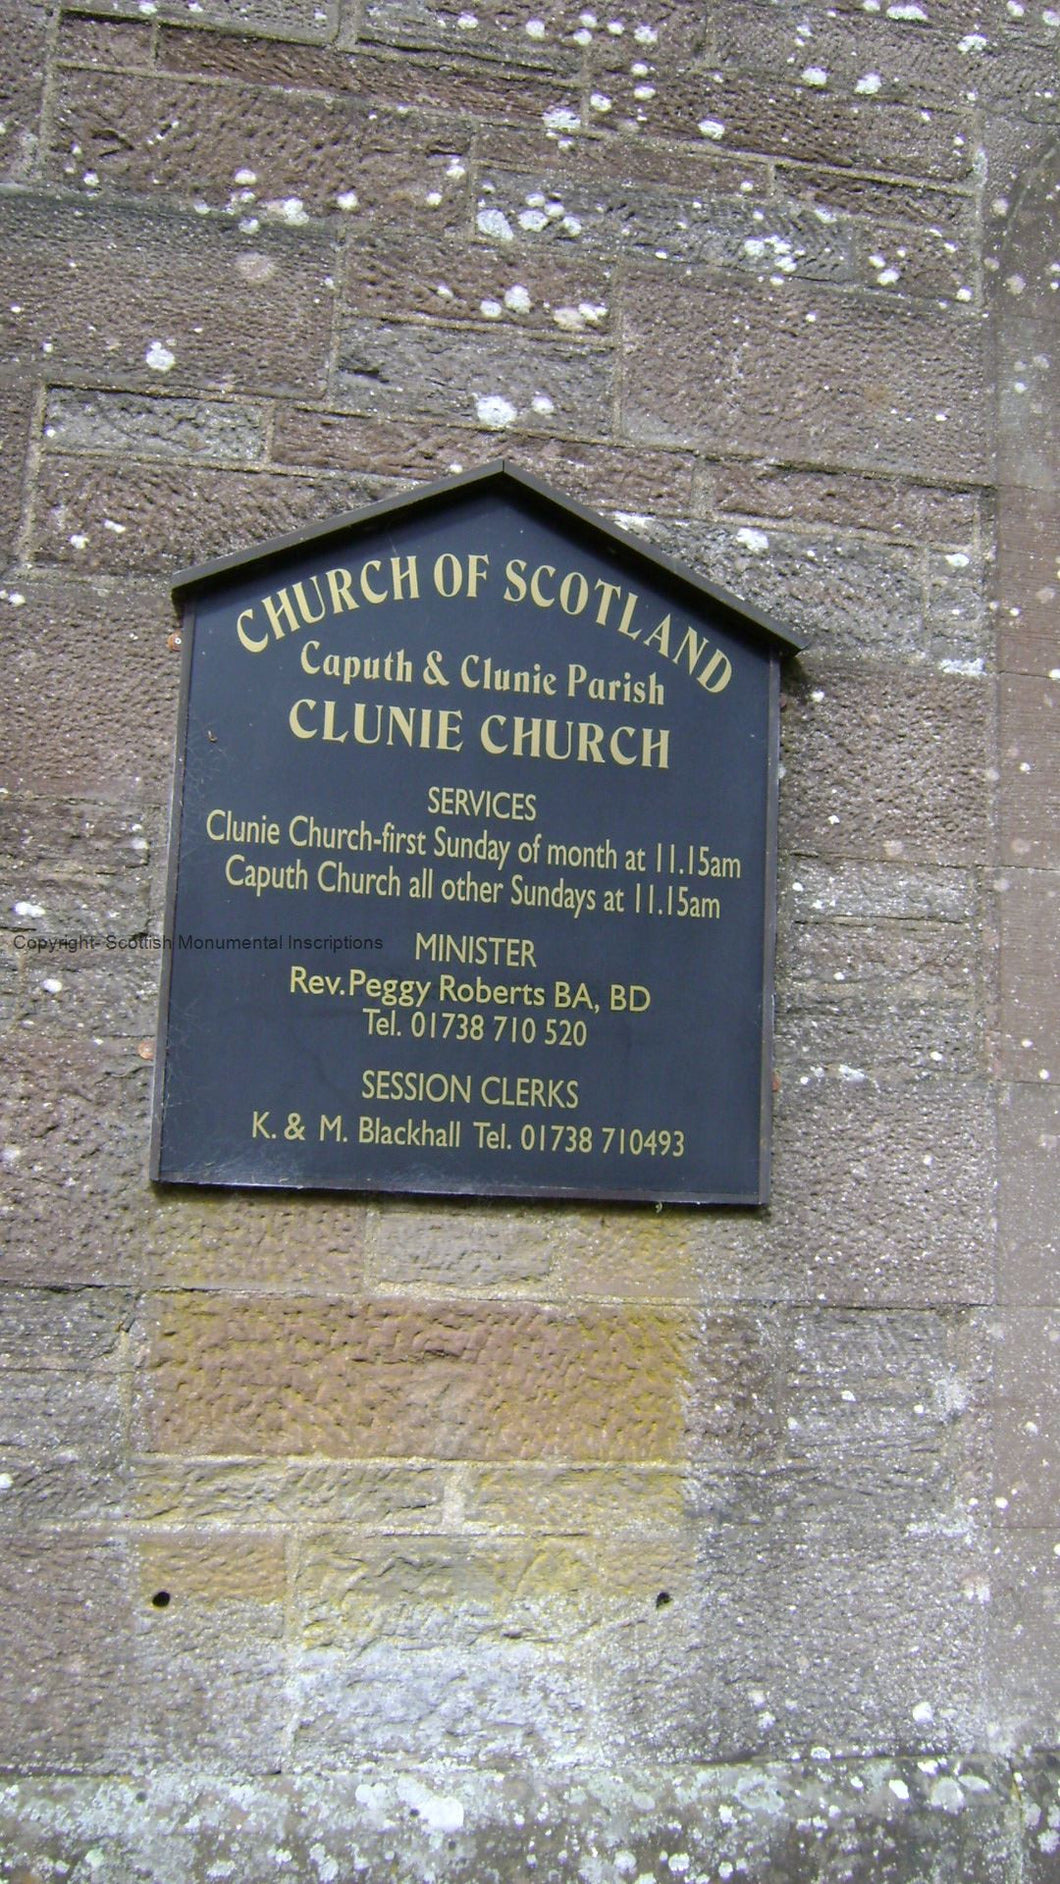 CHURCH OF SCOTLAND
Caputh & Clunie Parish
CLUNIE CHURCH
SERVICES
Clunie Church-first Sunday of month at 11.15am
Caputh Church all other Sundays at 11.15am
Copyright- Scottish Monumental Inscriptions
MINISTER
Rev.Peggy Roberts BA, BD
Tel. 01738 710 520
SESSION CLERKS
K. & M. Blackhall Tel. 01738 710493